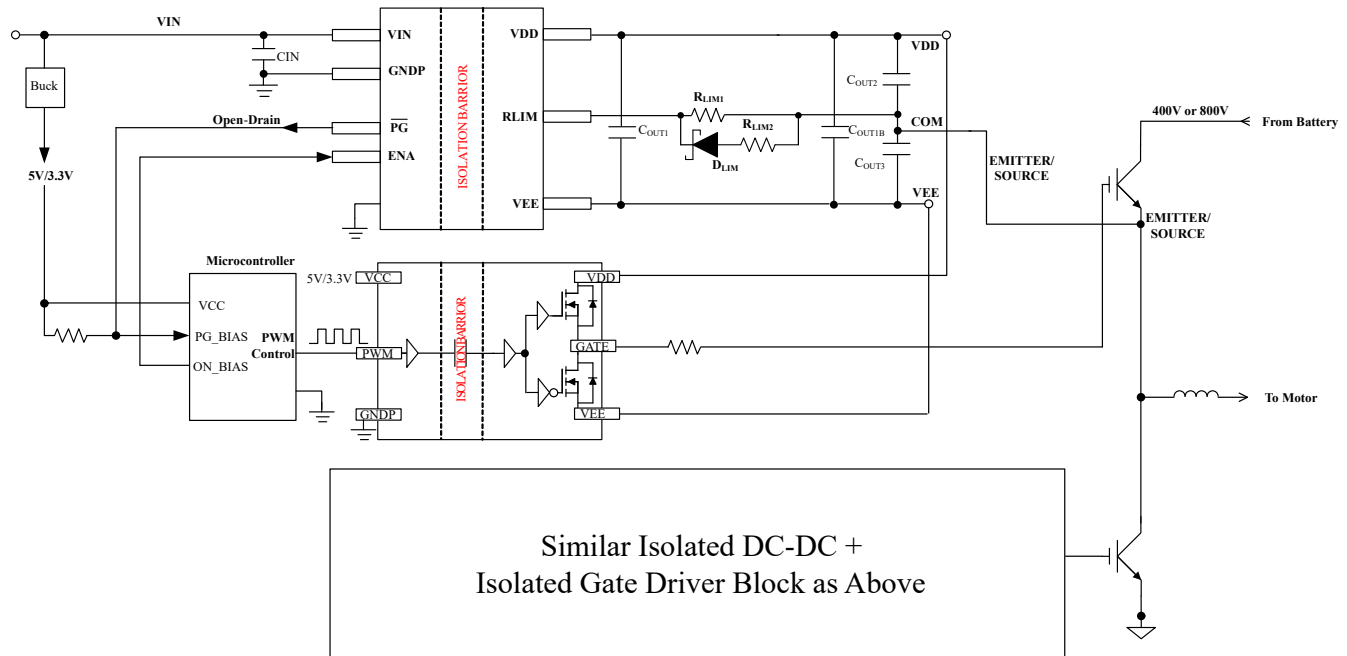 VIN
VIN
CIN
GNDP
Buck
Open-Drain
PG
ENA
5V/3.3V
ISOLATION BARRIOR
VDD
RLIM
VEE
COUT1
RLIM1
RLIM2
DLIM
COUT1B
COUT2
COUT3
VDD
COM
VEE
EMITTER/
SOURCE
400V or 800V
From Battery
EMITTER/
SOURCE
Microcontroller
VCC
PG_BIAS
ON_BIAS
PWM
Control
5V/3.3V
VCC
PWM
GNDP
ISOLATION BARRIOR
VDD
GATE
VEE
To Motor
Similar Isolated DC-DC +
Isolated Gate Driver Block as Above